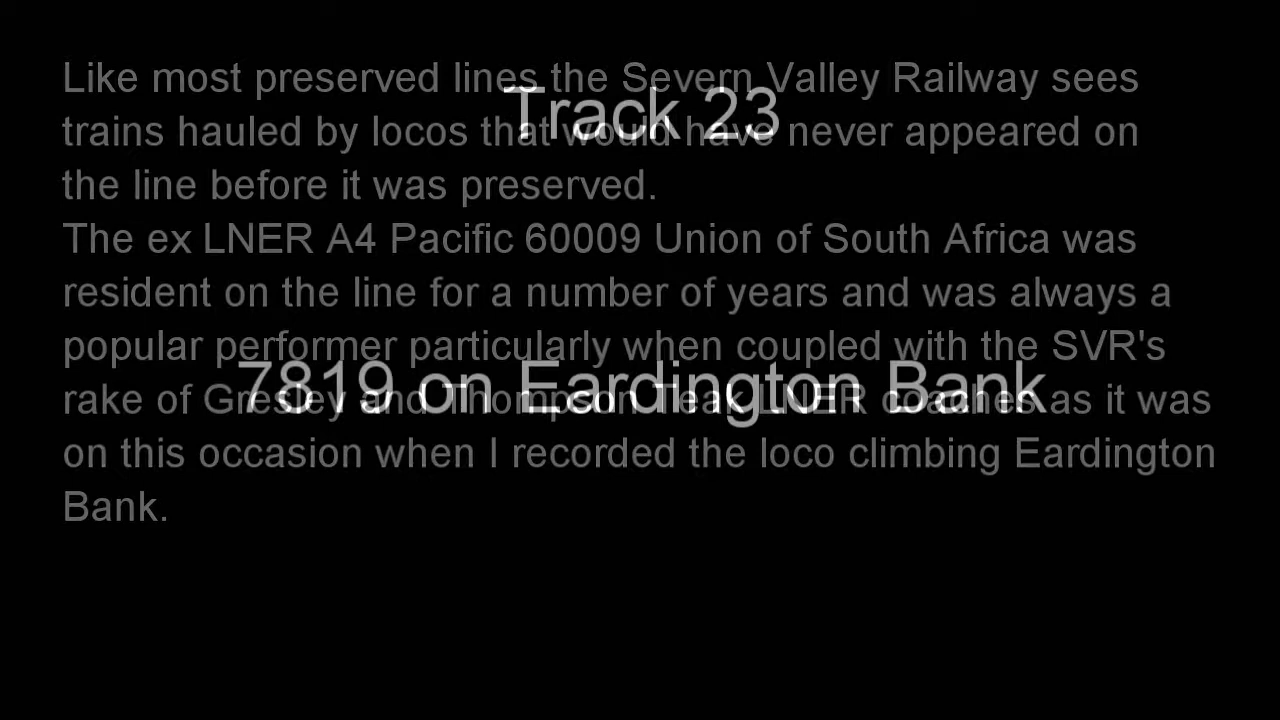 Like most preserved lines the Severn Valley Railway sees
Track 23
trains hauled by locos that would have never appeared on
the line before it was preserved.
The ex LNER A4 Pacific 60009 Union of South Africa was
resident on the line for a number of years and was always a
popular performer particularly when coupled with the SVR's
7819 on Eardington Bank
rake of Gresley and Thompson Teak LNER coaches as it was
on this occasion when I recorded the loco climbing Eardington
Bank.